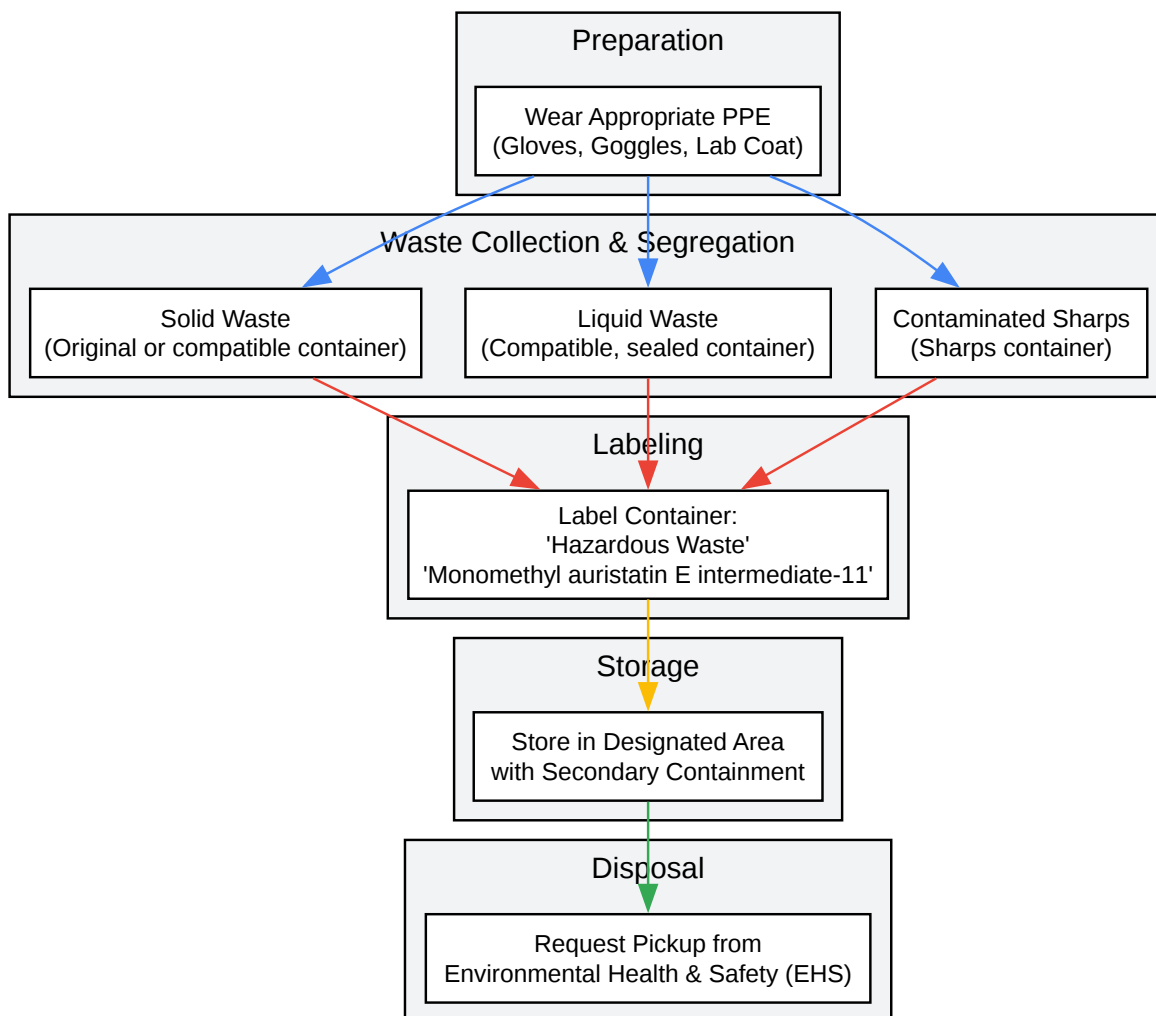 Preparation
Wear Appropriate PPE
(Gloves, Goggles, Lab Coat)
Waste Collection & Segregation
Solid Waste
(Original or compatible container)
Liquid Waste
(Compatible, sealed container)
Contaminated Sharps
(Sharps container)
Labeling
Label Container:
'Hazardous Waste'
'Monomethyl auristatin E intermediate-11'
Storage
Store in Designated Area
with Secondary Containment
Disposal
Request Pickup from
Environmental Health & Safety (EHS)